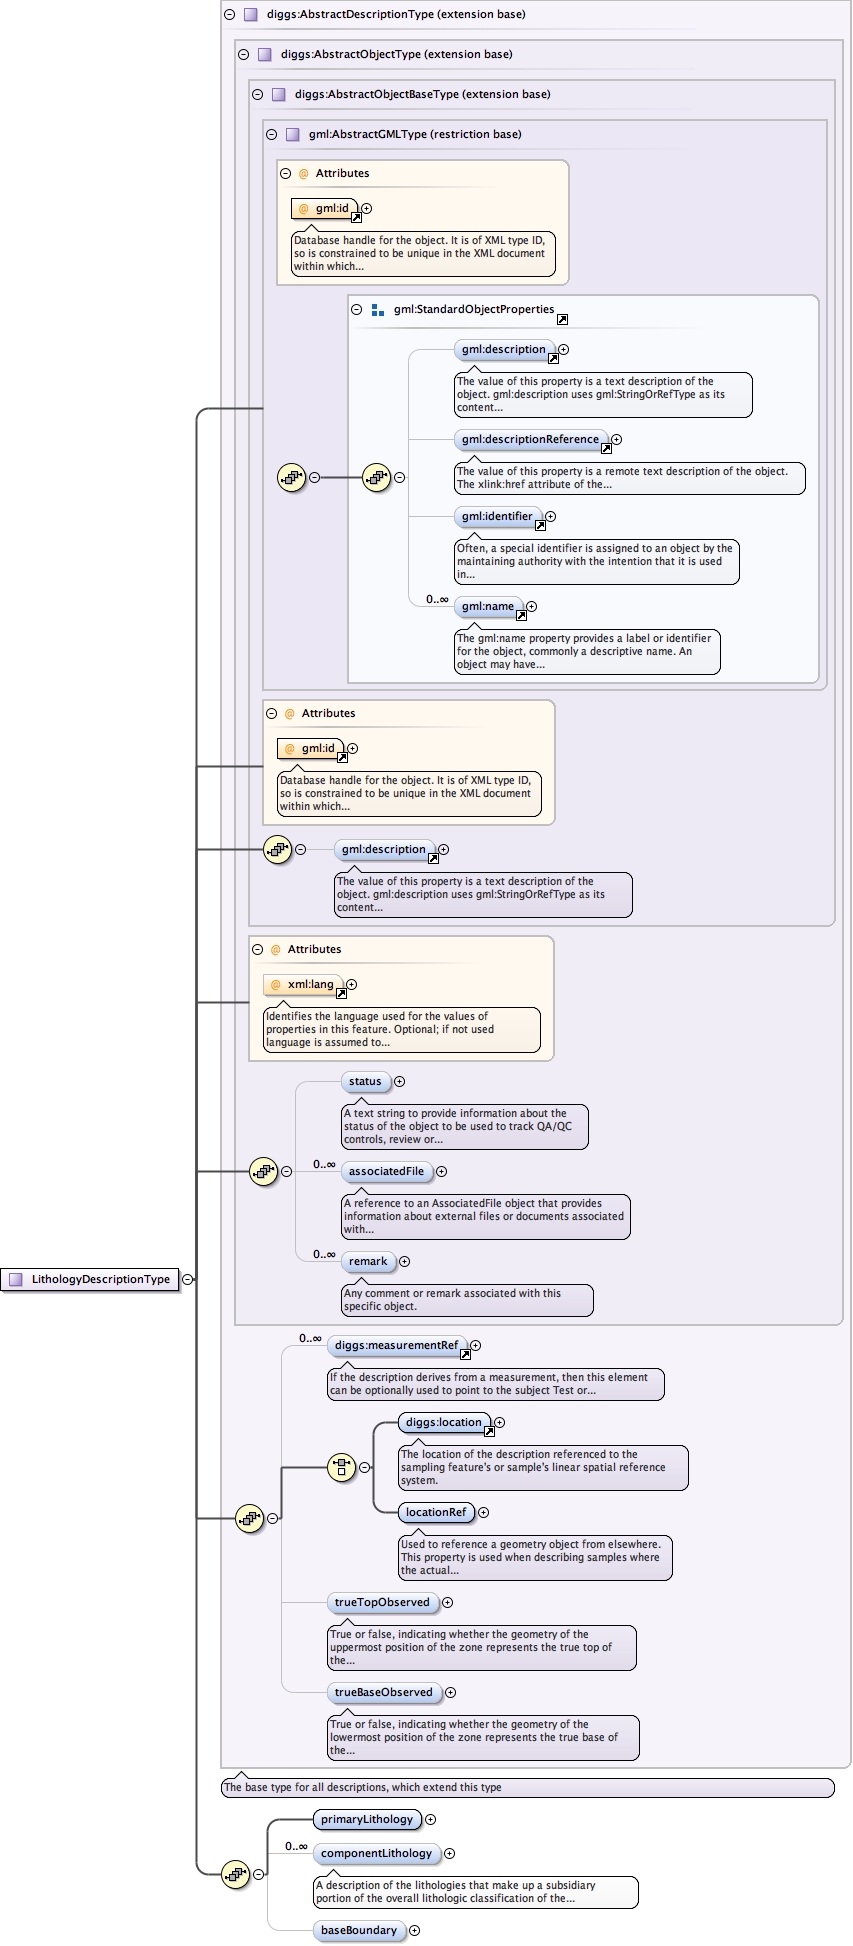 diggs:AbstractDescriptionType (extension base)
diggs:AbstractObjectType (extension base)
diggs:AbstractObjectBaseType (extension base)
gml:AbstractGMLType (restriction base)
@ Attributes
@ gml:id
Database handle for the object. It is of XML type ID,
so is constrained to be unique in the XML document
within which...
gml:StandardObjectProperties
gml:description
The value of this property is a text description of the
object. gml:description uses gml:StringOrRefType as its
content...
gml:descriptionReference
The value of this property is a remote text description of the object.
The xlink:href attribute of the...
gml:identifier
Often, a special identifier is assigned to an object by the
maintaining authority with the intention that it is used
in...
0..∞
gml:name
The gml:name property provides a label or identifier
for the object, commonly a descriptive name. An
object may have...
@ Attributes
@ gml:id
Database handle for the object. It is of XML type ID,
so is constrained to be unique in the XML document
within which...
gml:description
The value of this property is a text description of the
object. gml:description uses gml:StringOrRefType as its
content...
@ Attributes
@ xml:lang
Identifies the language used for the values of
properties in this feature. Optional; if not used
language is assumed to...
status
A text string to provide information about the
status of the object to be used to track QA/QC
controls, review or...
0..∞
associatedFile
A reference to an AssociatedFile object that provides
information about external files or documents associated
with...
0..∞
remark
LithologyDescriptionType
Any comment or remark associated with this
specific object.
0..∞
diggs:measurementRef
If the description derives from a measurement, then this element
can be optionally used to point to the subject Test or...
diggs:location
The location of the description referenced to the
sampling feature's or sample's linear spatial reference
system.
locationRef
Used to reference a geometry object from elsewhere.
This property is used when describing samples where
the actual...
trueTopObserved
True or false, indicating whether the geometry of the
uppermost position of the zone represents the true top of
the...
trueBaseObserved
True or false, indicating whether the geometry of the
lowermost position of the zone represents the true base of
the...
The base type for all descriptions, which extend this type
primaryLithology
0..∞
componentLithology
A description of the lithologies that make up a subsidiary
portion of the overall lithologic classification of the...
baseBoundary